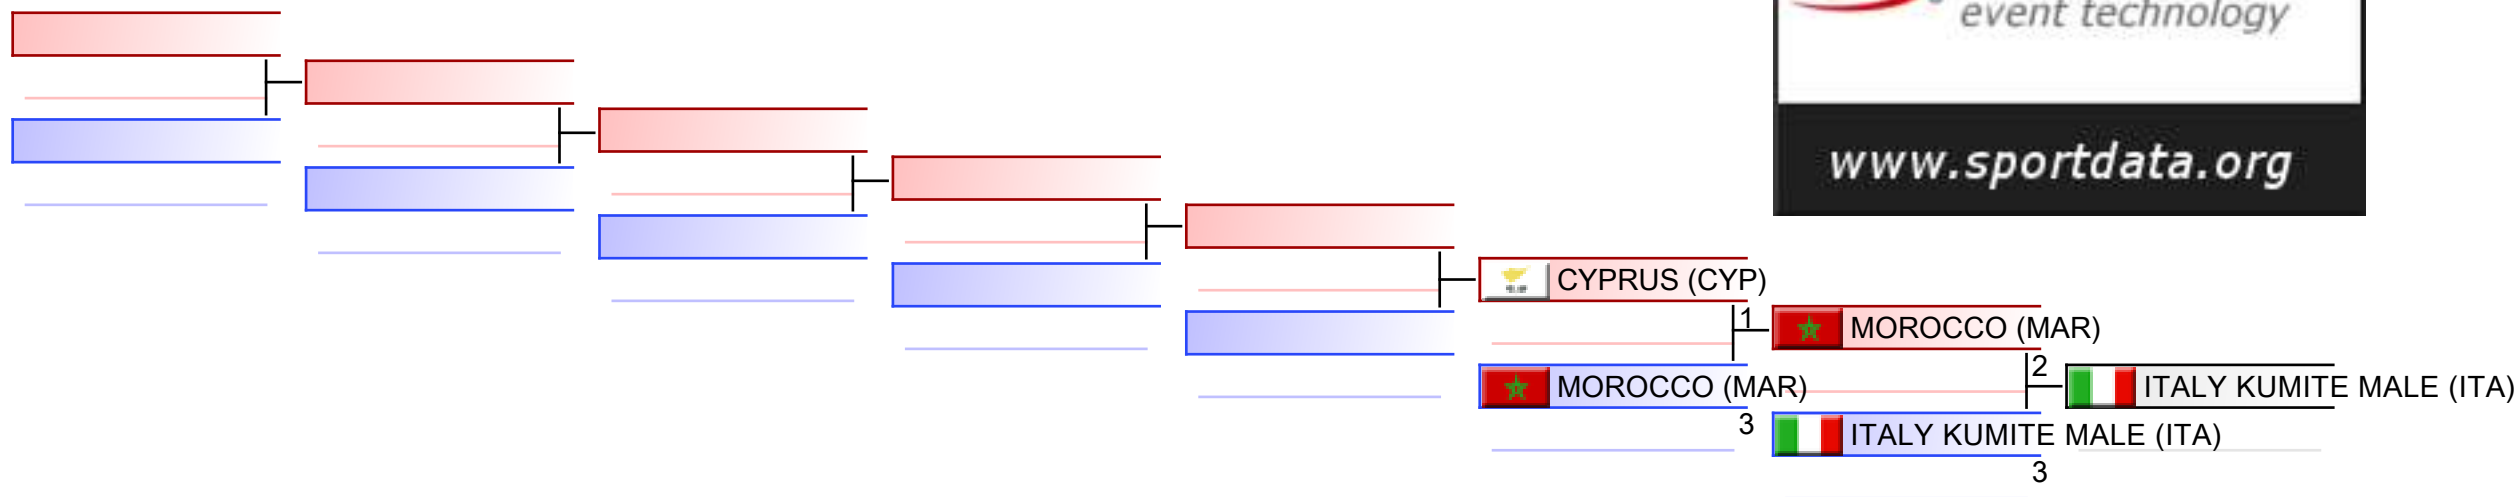 event technology
www.sportdata.org
CYPRUS (CYP)
1
MOROCCO (MAR)
MOROCCO (MAR)
3
2
ITALY KUMITE MALE (ITA)
ITALY KUMITE MALE (ITA)
3